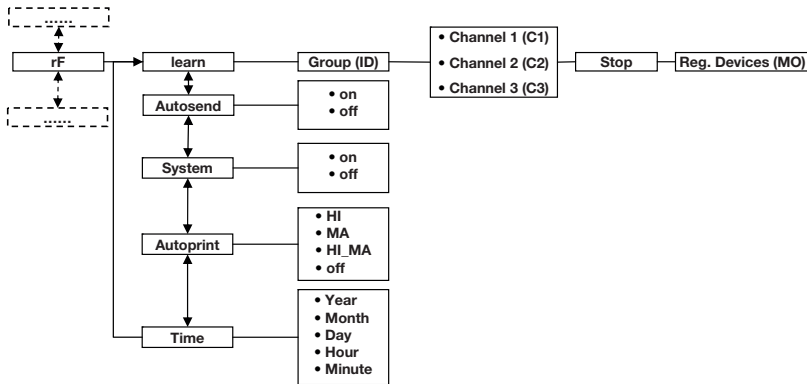 ......
rF
......
learn
Group (ID)
• Channel 1 (C1)
• Channel 2 (C2)
• Channel 3 (C3)
Stop
Reg. Devices (MO)
Autosend
• on
• off
System
• on
• off
Autoprint
• HI
• MA
• HI_MA
• off
Time
• Year
• Month
• Day
• Hour
• Minute